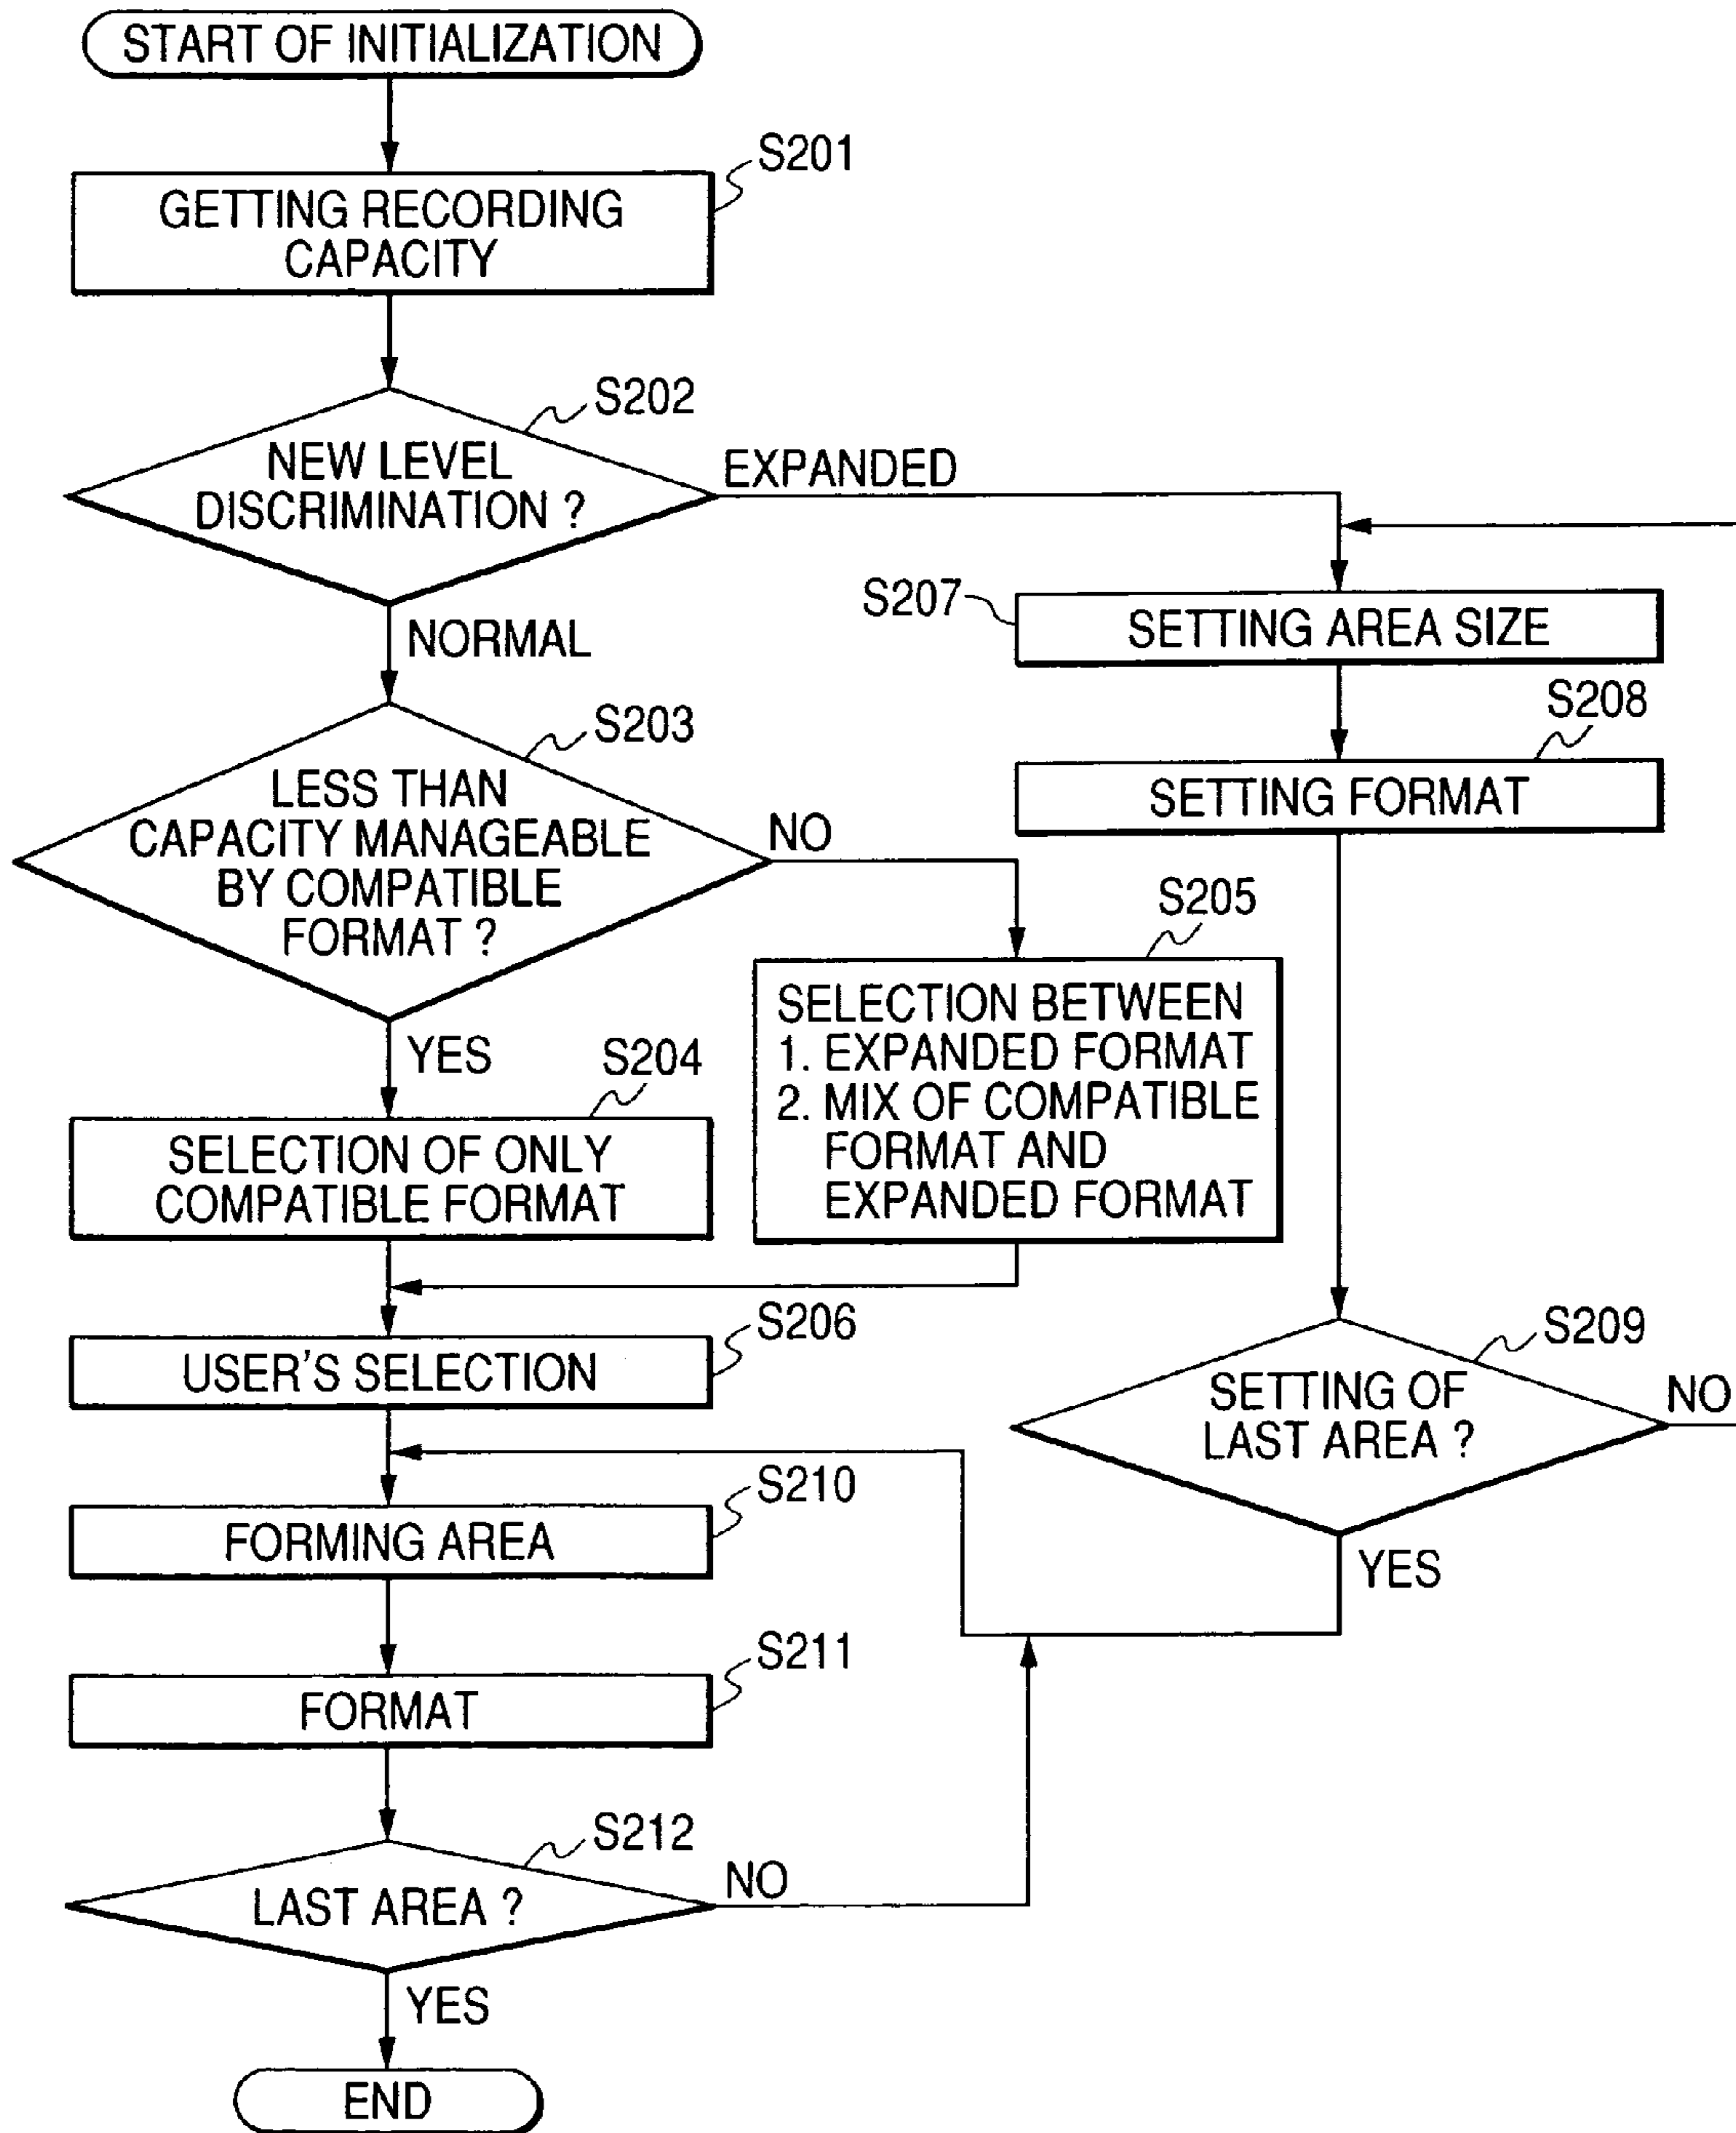 START OF INITIALIZATION
S201
GETTING RECORDING
CAPACITY
S202
NEW LEVEL
DISCRIMINATION ?
EXPANDED
NORMAL
S207
SETTING AREA SIZE
S208
SETTING FORMAT
S203
LESS THAN
CAPACITY MANAGEABLE
BY COMPATIBLE
FORMAT ?
NO
YES
S205
SELECTION BETWEEN
1. EXPANDED FORMAT
2. MIX OF COMPATIBLE
FORMAT AND
EXPANDED FORMAT
S204
SELECTION OF ONLY
COMPATIBLE FORMAT
S206
USER'S SELECTION
S209
SETTING OF
LAST AREA ?
NO
YES
S210
FORMING AREA
S211
FORMAT
S212
LAST AREA ?
NO
YES
END